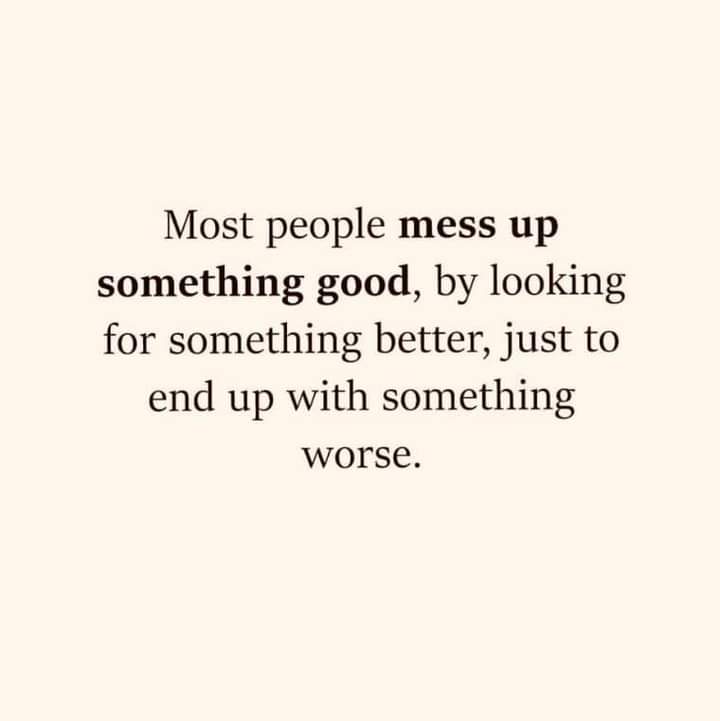 Most people mess up
something good, by looking
for something better, just to
end up with something
worse.